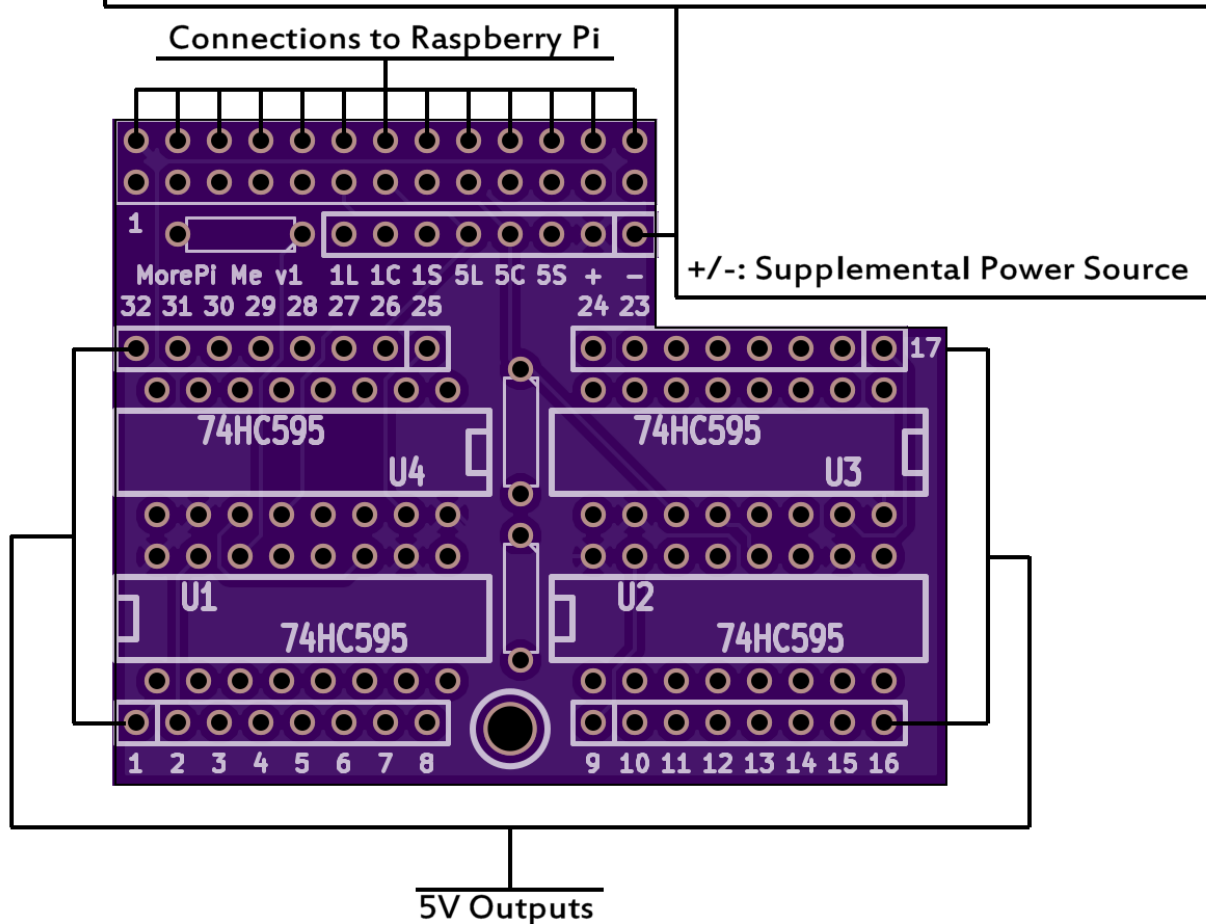 Connections to Raspberry Pi
1
MorePi Me v1 1L 1C 1S 5L 5C 5S + -
+/-: Supplemental Power Source
32 31 30 29 28 27 26 25 24 23
17
74HC595 74HC595
U4 U3
U1 U2
74HC595 74HC595
1 2 3 4 5 6 7 8 9 10 11 12 13 14 15 16
5V Outputs